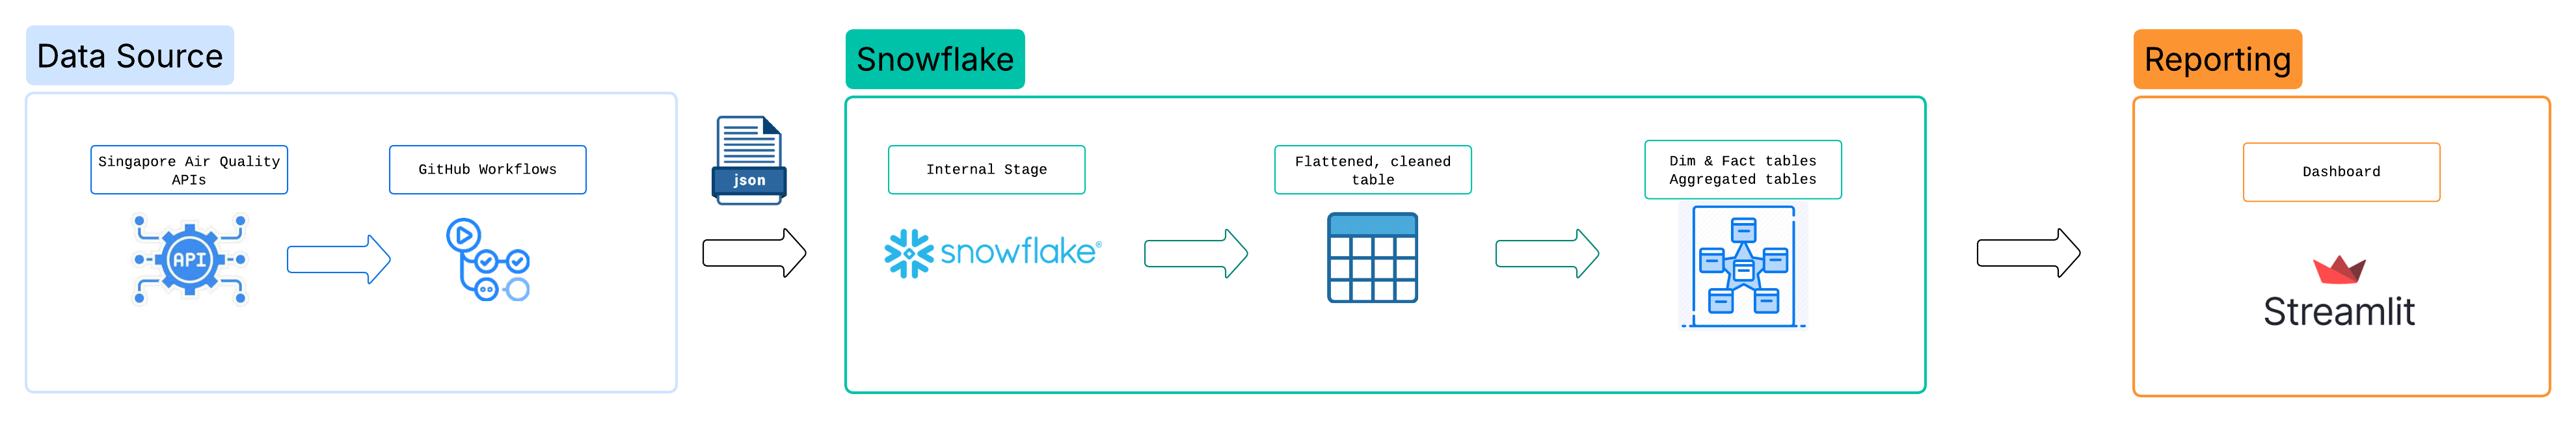 Data Source
Singapore Air Quality
APIs
API
GitHub Workflows
json
Snowflake
Internal Stage
snowflake®
Flattened, cleaned
table
Dim & Fact tables
Aggregated tables
Reporting
Dashboard
Streamlit